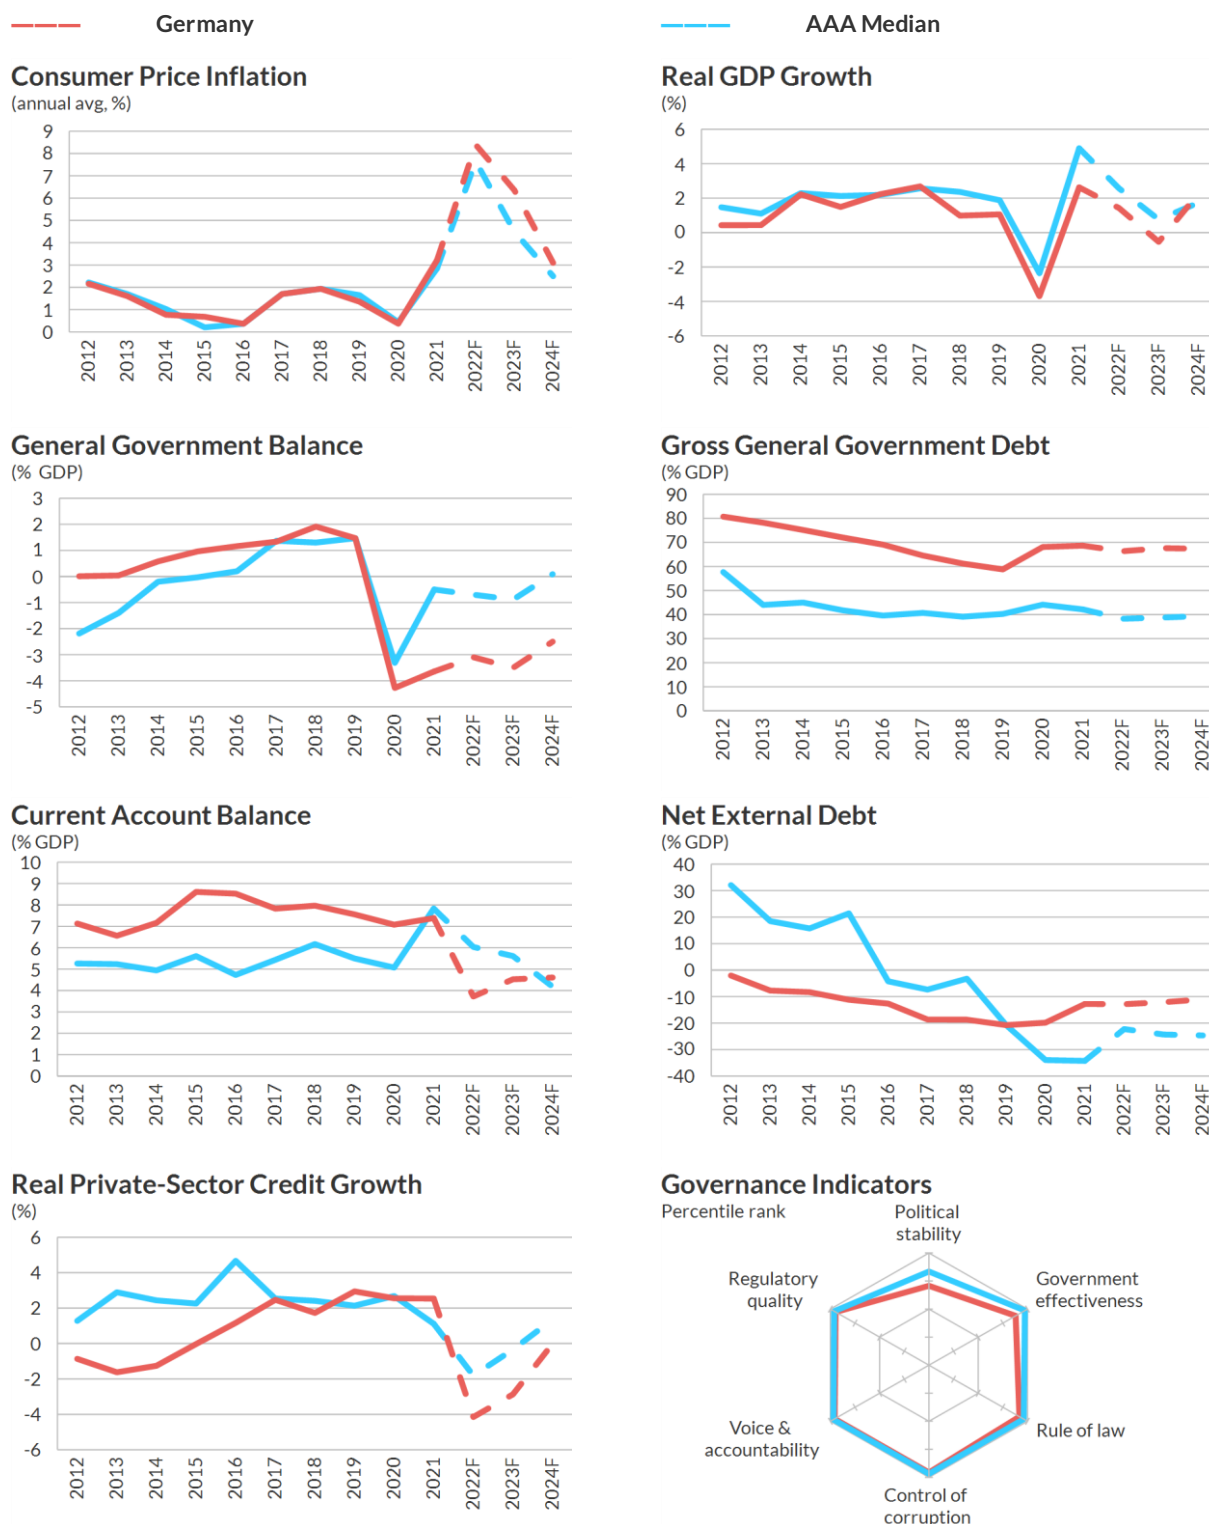 Germany
AAA Median
Consumer Price Inflation
(annual avg, %)
9
8
7
6
5
4
3
2
1
0
2012
2013
2014
2015
2016
2017
2018
2019
2020
2021
2022F
2023F
2024F
Real GDP Growth
(%)
6
4
2
0
-2
-4
-6
2012
2013
2014
2015
2016
2017
2018
2019
2020
2021
2022F
2023F
2024F
General Government Balance
(% GDP)
3
2
1
0
-1
-2
-3
-4
-5
2012
2013
2014
2015
2016
2017
2018
2019
2020
2021
2022F
2023F
2024F
Gross General Government Debt
(% GDP)
90
80
70
60
50
40
30
20
10
0
2012
2013
2014
2015
2016
2017
2018
2019
2020
2021
2022F
2023F
2024F
Current Account Balance
(% GDP)
10
9
8
7
6
5
4
3
2
1
0
2012
2013
2014
2015
2016
2017
2018
2019
2020
2021
2022F
2023F
2024F
Net External Debt
(% GDP)
40
30
20
10
0
-10
-20
-30
-40
2012
2013
2014
2015
2016
2017
2018
2019
2020
2021
2022F
2023F
2024F
Real Private-Sector Credit Growth
(%)
6
4
2
0
-2
-4
-6
2012
2013
2014
2015
2016
2017
2018
2019
2020
2021
2022F
2023F
2024F
Governance Indicators
Percentile rank
Political
stability
Regulatory
quality
Government
effectiveness
Voice &
accountability
Rule of law
Control of
corruption